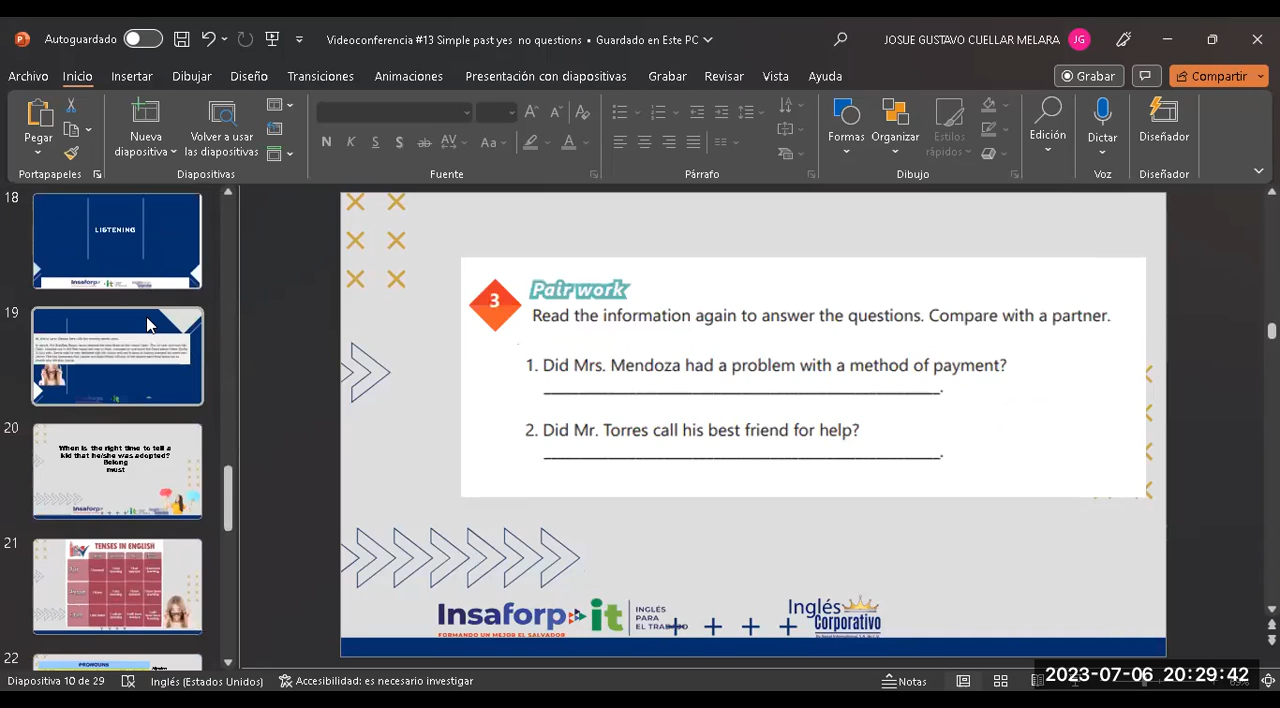 Autoguardado
Videoconferencia #13 Simple past yes no questions • Guardado en Este PC
JOSUE GUSTAVO CUELLAR MELARA
JG
Archivo
Inicio
Insertar
Dibujar
Diseño
Transiciones
Animaciones
Presentación con diapositivas
Grabar
Revisar
Vista
Ayuda
Grabar
Compartir
Pegar
Nueva
diapositiva
Volver a usar
las diapositivas
N K S S ab AV Aa A
Formas
Organizar
Estilos
rápidos
Edición
Dictar
Diseñador
Portapapeles
Diapositivas
Fuente
Párrafo
Dibujo
Voz
Diseñador
18
LISTENING
Insaforp
19
20
When is the right time to tell a
kid that he/she was adopted?
Belong
must
Insaforp
21
TENSES IN ENGLISH
22
PRONOUNS
3
Pair work
Read the information again to answer the questions. Compare with a partner.
1. Did Mrs. Mendoza had a problem with a method of payment?
2. Did Mr. Torres call his best friend for help?
Insaforp it
FORMANDO UN MEJOR EL SALVADOR
INGLÉS
PARA
EL TRABAJO
Inglés
Corporativo
Diapositiva 10 de 29
Inglés (Estados Unidos)
Accesibilidad: es necesario investigar
Notas
2023-07-06 20:29:42